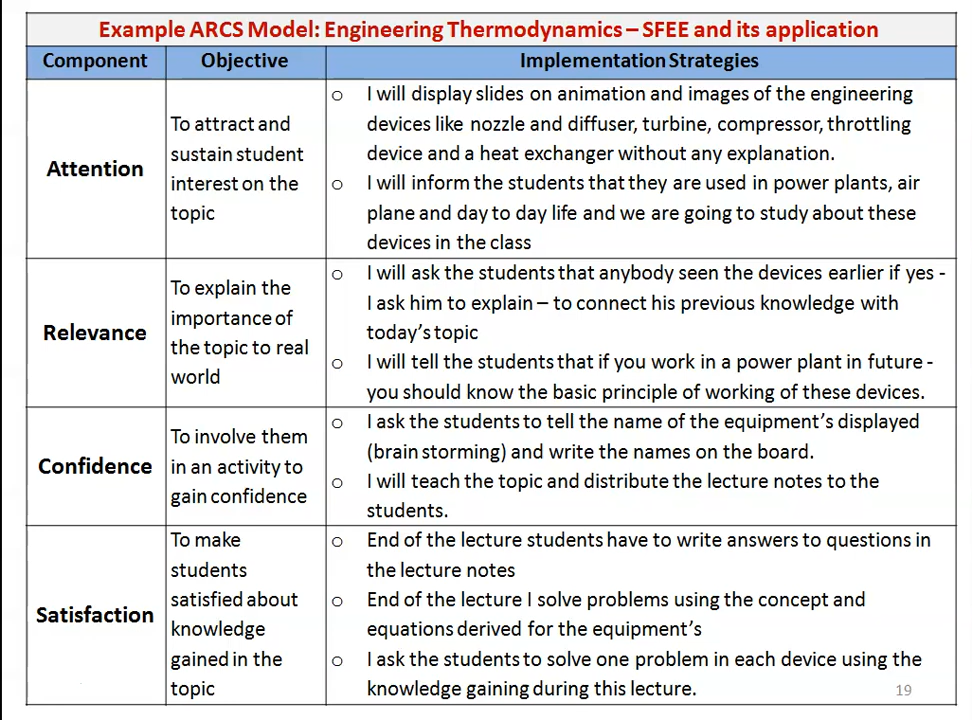 Example ARCS Model: Engineering Thermodynamics – SFEE and its application
Component Objective Implementation Strategies
Attention
To attract and
sustain student
interest on the
topic
o I will display slides on animation and images of the engineering
devices like nozzle and diffuser, turbine, compressor, throttling
device and a heat exchanger without any explanation.
o I will inform the students that they are used in power plants, air
plane and day to day life and we are going to study about these
devices in the class
Relevance
To explain the
importance of
the topic to real
world
o I will ask the students that anybody seen the devices earlier if yes -
I ask him to explain – to connect his previous knowledge with
today's topic
o I will tell the students that if you work in a power plant in future -
you should know the basic principle of working of these devices.
Confidence
To involve them
in an activity to
gain confidence
o I ask the students to tell the name of the equipment's displayed
(brain storming) and write the names on the board.
o I will teach the topic and distribute the lecture notes to the
students.
Satisfaction
To make
students
satisfied about
knowledge
gained in the
topic
o End of the lecture students have to write answers to questions in
the lecture notes
o End of the lecture I solve problems using the concept and
equations derived for the equipment's
o I ask the students to solve one problem in each device using the
knowledge gaining during this lecture.
19